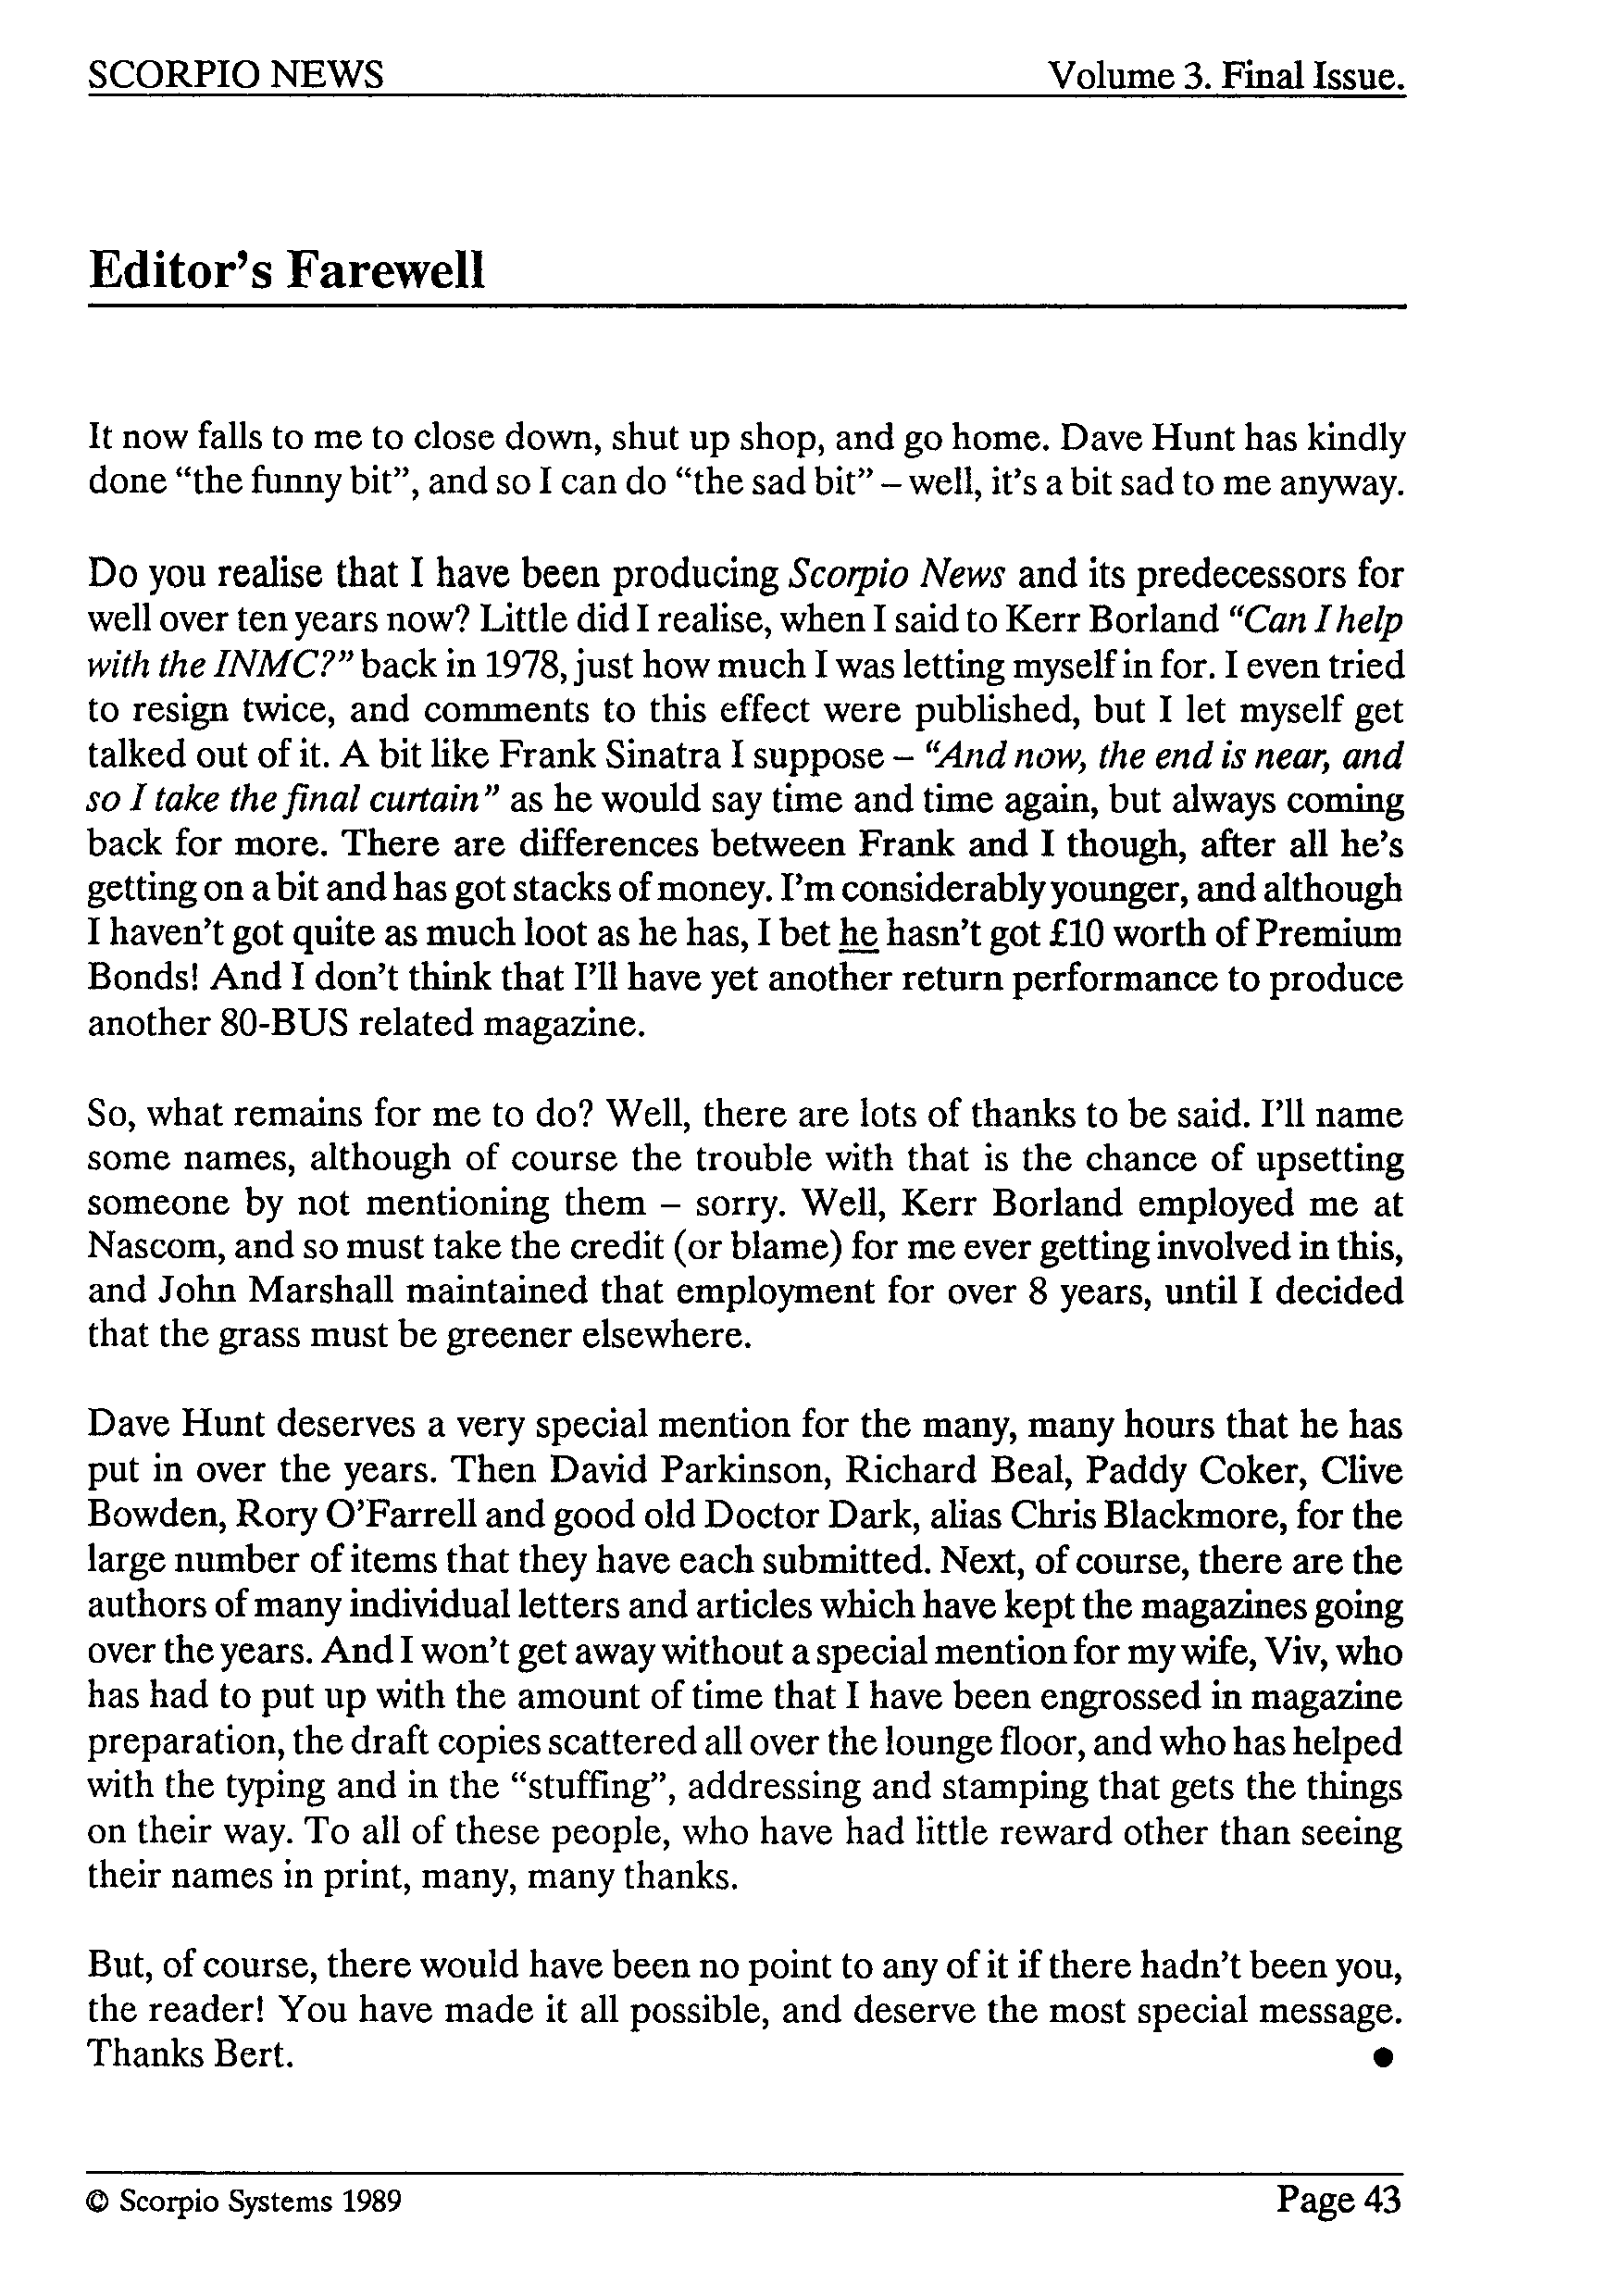 SCORPIO NEWS Volume 3. Final Issue.
Editor's Farewell
It now falls to me to close down, shut up shop, and go home. Dave Hunt has kindly
done “the funny bit”, and so I can do “the sad bit” – well, it's a bit sad to me anyway.
Do you realise that I have been producing Scorpio News and its predecessors for
well over ten years now? Little did I realise, when I said to Kerr Borland “Can I help
with the INMC?” back in 1978, just how much I was letting myself in for. I even tried
to resign twice, and comments to this effect were published, but I let myself get
talked out of it. A bit like Frank Sinatra I suppose – “And now, the end is near, and
so I take the final curtain” as he would say time and time again, but always coming
back for more. There are differences between Frank and I though, after all he's
getting on a bit and has got stacks of money. I'm considerably younger, and although
I haven't got quite as much loot as he has, I bet he hasn't got £10 worth of Premium
Bonds! And I don't think that I'll have yet another return performance to produce
another 80-BUS related magazine.
So, what remains for me to do? Well, there are lots of thanks to be said. I'll name
some names, although of course the trouble with that is the chance of upsetting
someone by not mentioning them – sorry. Well, Kerr Borland employed me at
Nascom, and so must take the credit (or blame) for me ever getting involved in this,
and John Marshall maintained that employment for over 8 years, until I decided
that the grass must be greener elsewhere.
Dave Hunt deserves a very special mention for the many, many hours that he has
put in over the years. Then David Parkinson, Richard Beal, Paddy Coker, Clive
Bowden, Rory O'Farrell and good old Doctor Dark, alias Chris Blackmore, for the
large number of items that they have each submitted. Next, of course, there are the
authors of many individual letters and articles which have kept the magazines going
over the years. And I won't get away without a special mention for my wife, Viv, who
has had to put up with the amount of time that I have been engrossed in magazine
preparation, the draft copies scattered all over the lounge floor, and who has helped
with the typing and in the “stuffing”, addressing and stamping that gets the things
on their way. To all of these people, who have had little reward other than seeing
their names in print, many, many thanks.
But, of course, there would have been no point to any of it if there hadn't been you,
the reader! You have made it all possible, and deserve the most special message.
Thanks Bert. ●
© Scorpio Systems 1989 Page 43